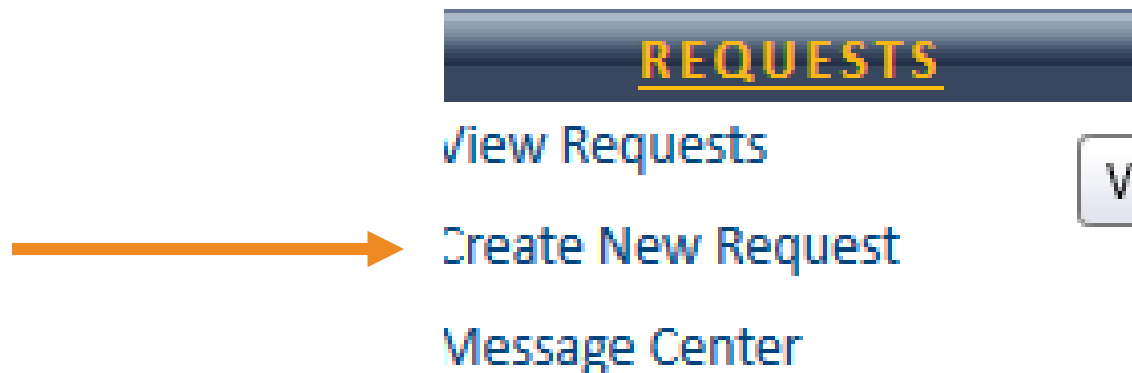 REQUESTS
View Requests
Create New Request
Message Center